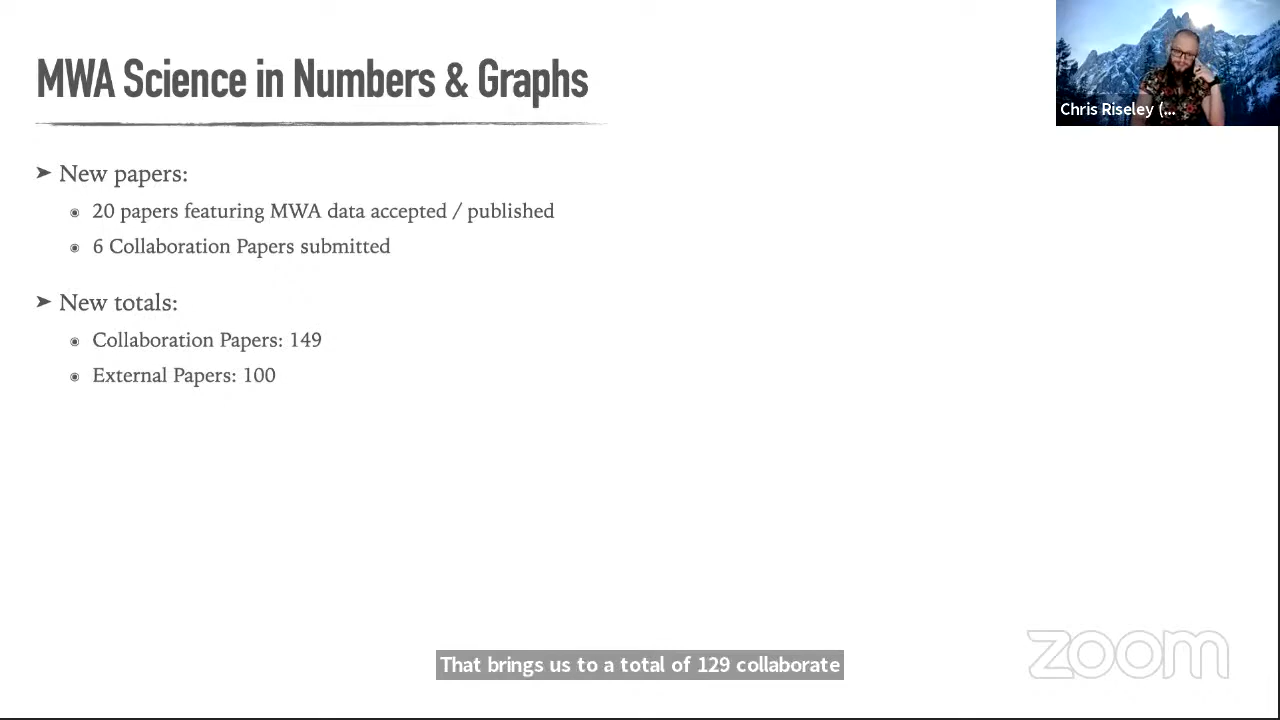 MWA Science in Numbers & Graphs
Chris Riseley (...
➤ New papers:
◉ 20 papers featuring MWA data accepted / published
◉ 6 Collaboration Papers submitted
➤ New totals:
◉ Collaboration Papers: 149
◉ External Papers: 100
That brings us to a total of 129 collaborate
zoom